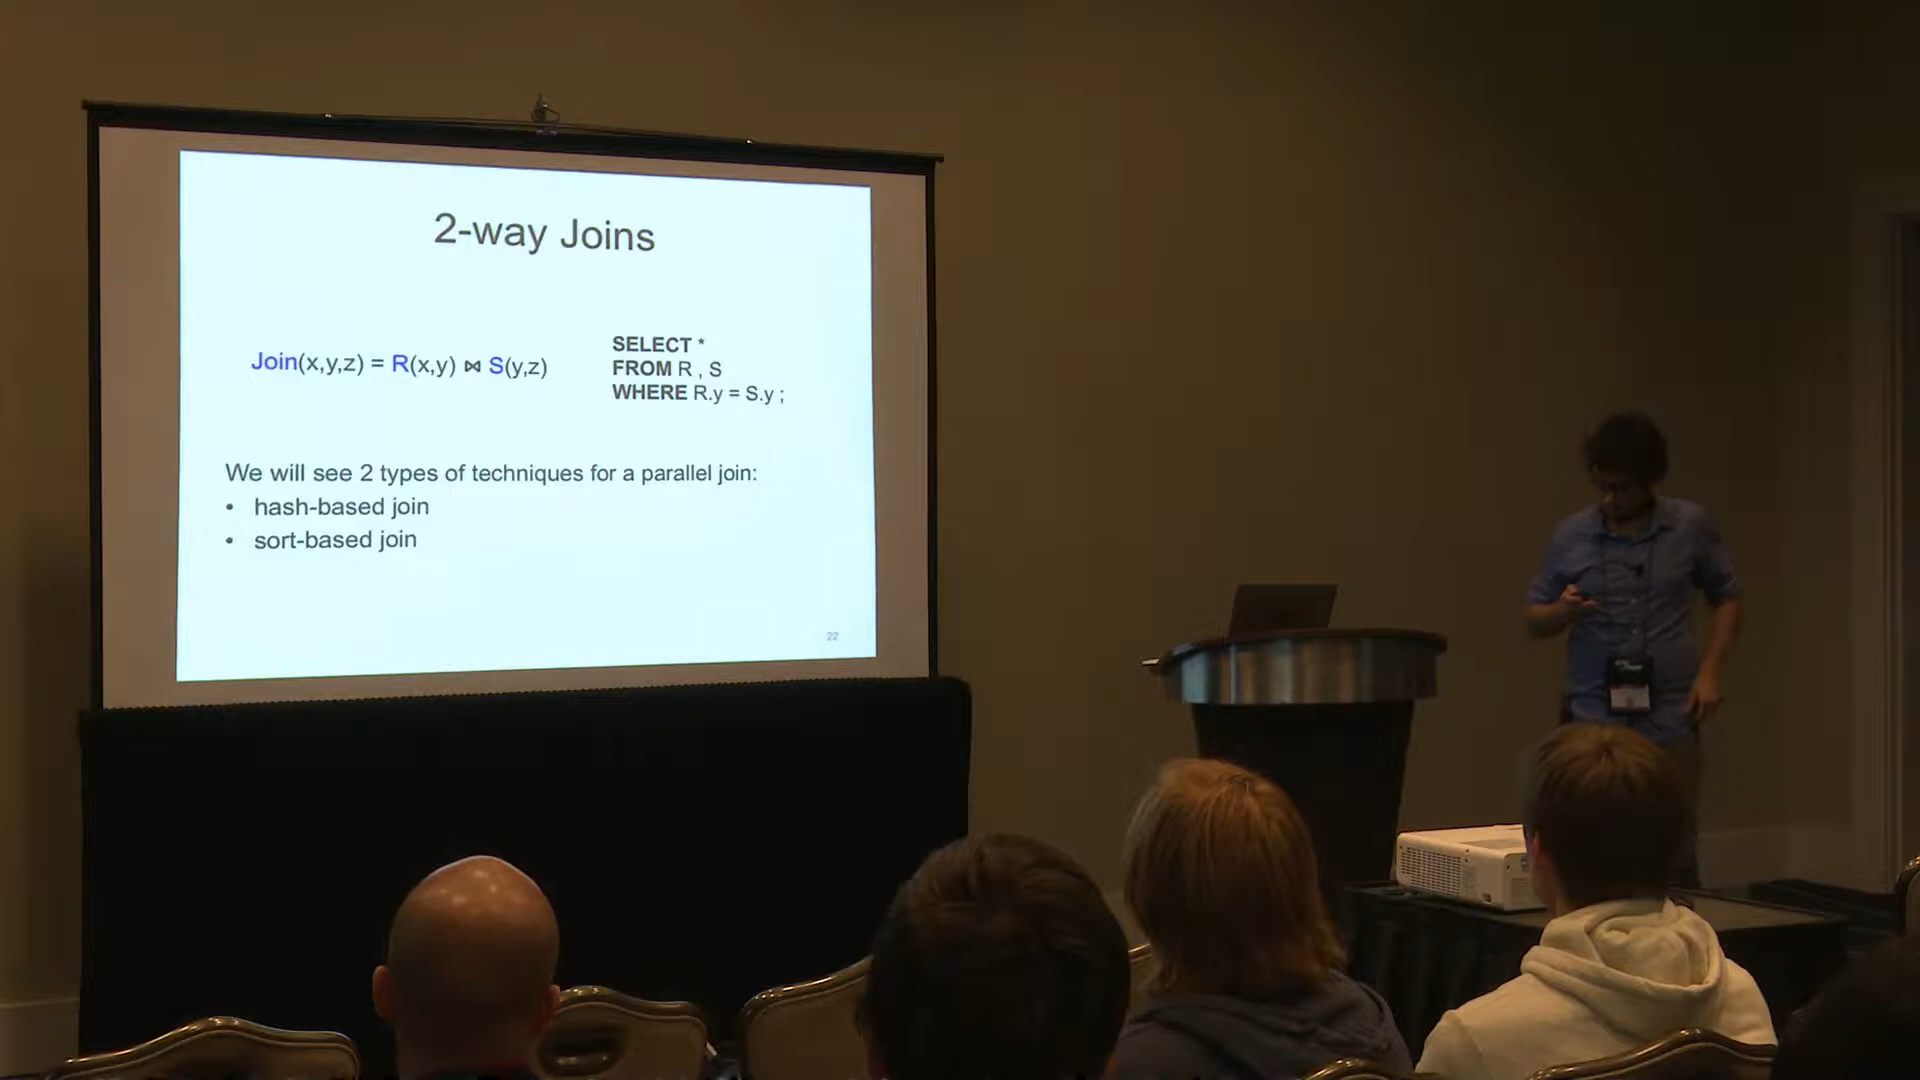 2-way Joins
Join(x,y,z) = R(x,y) ⋈ S(y,z)
SELECT *
FROM R , S
WHERE R.y = S.y ;
We will see 2 types of techniques for a parallel join:
• hash-based join
• sort-based join
22